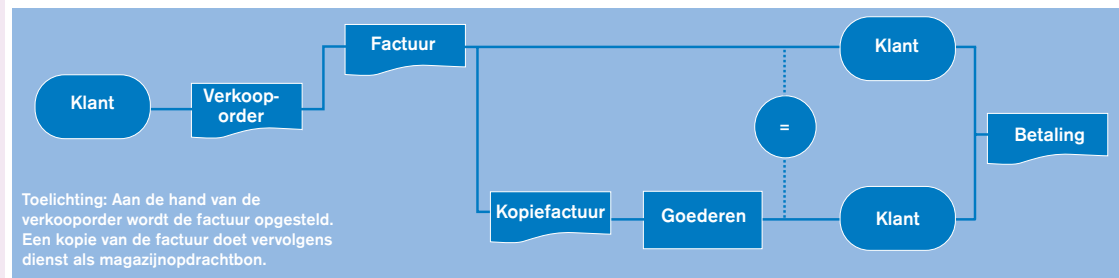 Klant
Verkoop-
order
Factuur
Klant
=
Betaling
Kopiefactuur
Goederen
Klant
Toelichting: Aan de hand van de
verkooporder wordt de factuur opgesteld.
Een kopie van de factuur doet vervolgens
dienst als magazijnopdrachtbon.